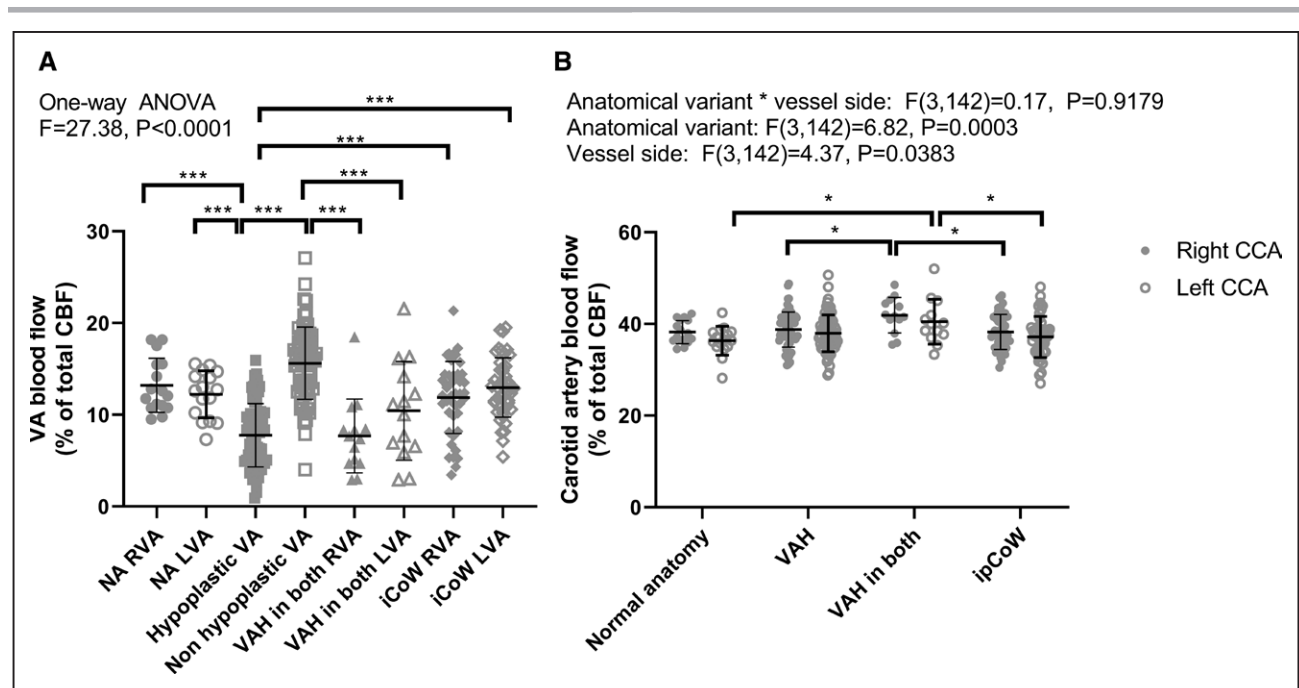 A
One-way ANOVA
F=27.38, P<0.0001
***
***
***
***
***
***
***
VA blood flow
(% of total CBF)
30
20
10
0
NA RVA
NA LVA
Hypoplastic VA
Non hypoplastic VA
VAH in both RVA
VAH in both LVA
iCoW RVA
iCoW LVA
B
Anatomical variant * vessel side: F(3,142)=0.17, P=0.9179
Anatomical variant: F(3,142)=6.82, P=0.0003
Vessel side: F(3,142)=4.37, P=0.0383
*
*
*
*
Carotid artery blood flow
(% of total CBF)
60
40
20
0
Normal anatomy
VAH
VAH in both
ipCoW
Right CCA
Left CCA